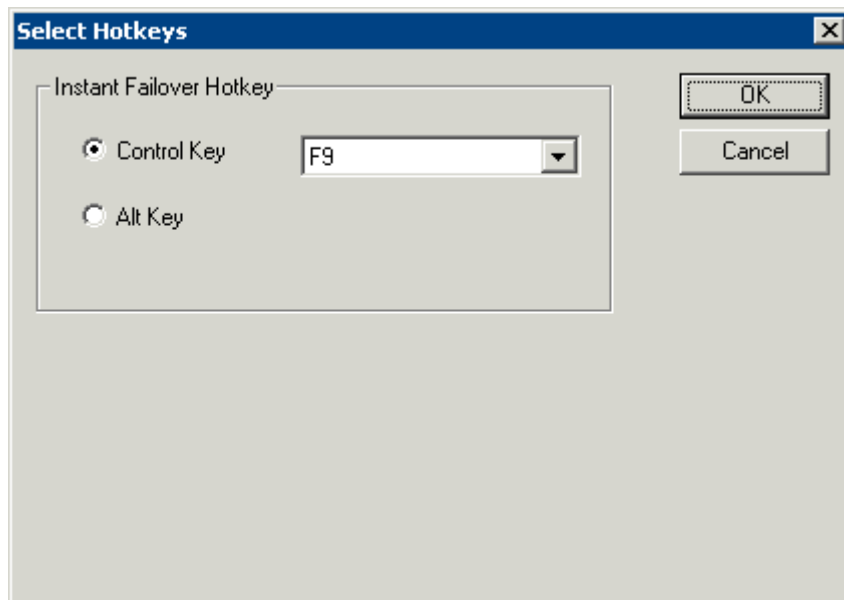 Select Hotkeys
Instant Failover Hotkey
OK
Control Key F9
Cancel
Alt Key